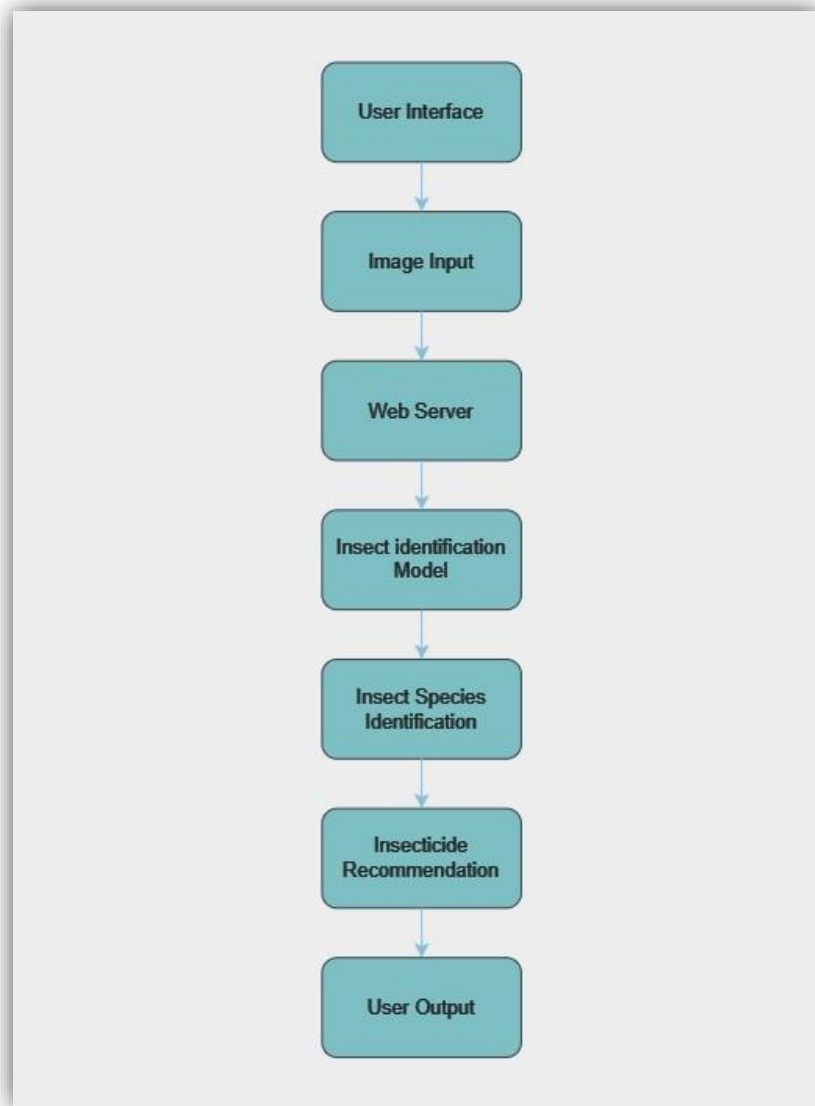 User Interface
Image Input
Web Server
Insect identification
Model
Insect Species
Identification
Insecticide
Recommendation
User Output